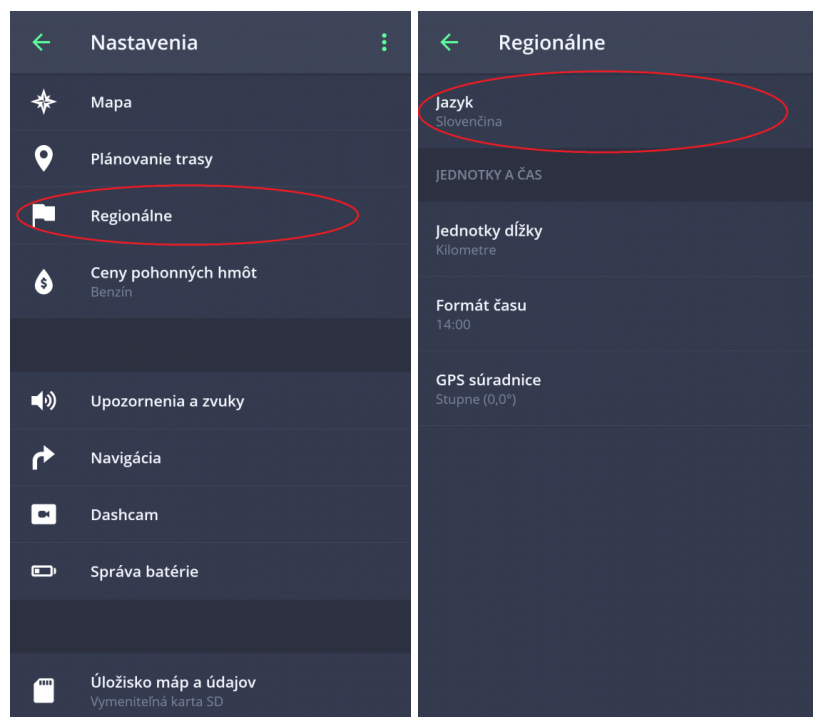 Nastavenia
Mapa
Plánovanie trasy
Regionálne
Ceny pohonných hmôt
Benzín
Upozornenia a zvuky
Navigácia
Dashcam
Správa batérie
Úložisko máp a údajov
Vymeniteľná karta SD
Regionálne
Jazyk
Slovenčina
JEDNOTKY A ČAS
Jednotky dĺžky
Kilometre
Formát času
14:00
GPS súradnice
Stupne (0,0°)